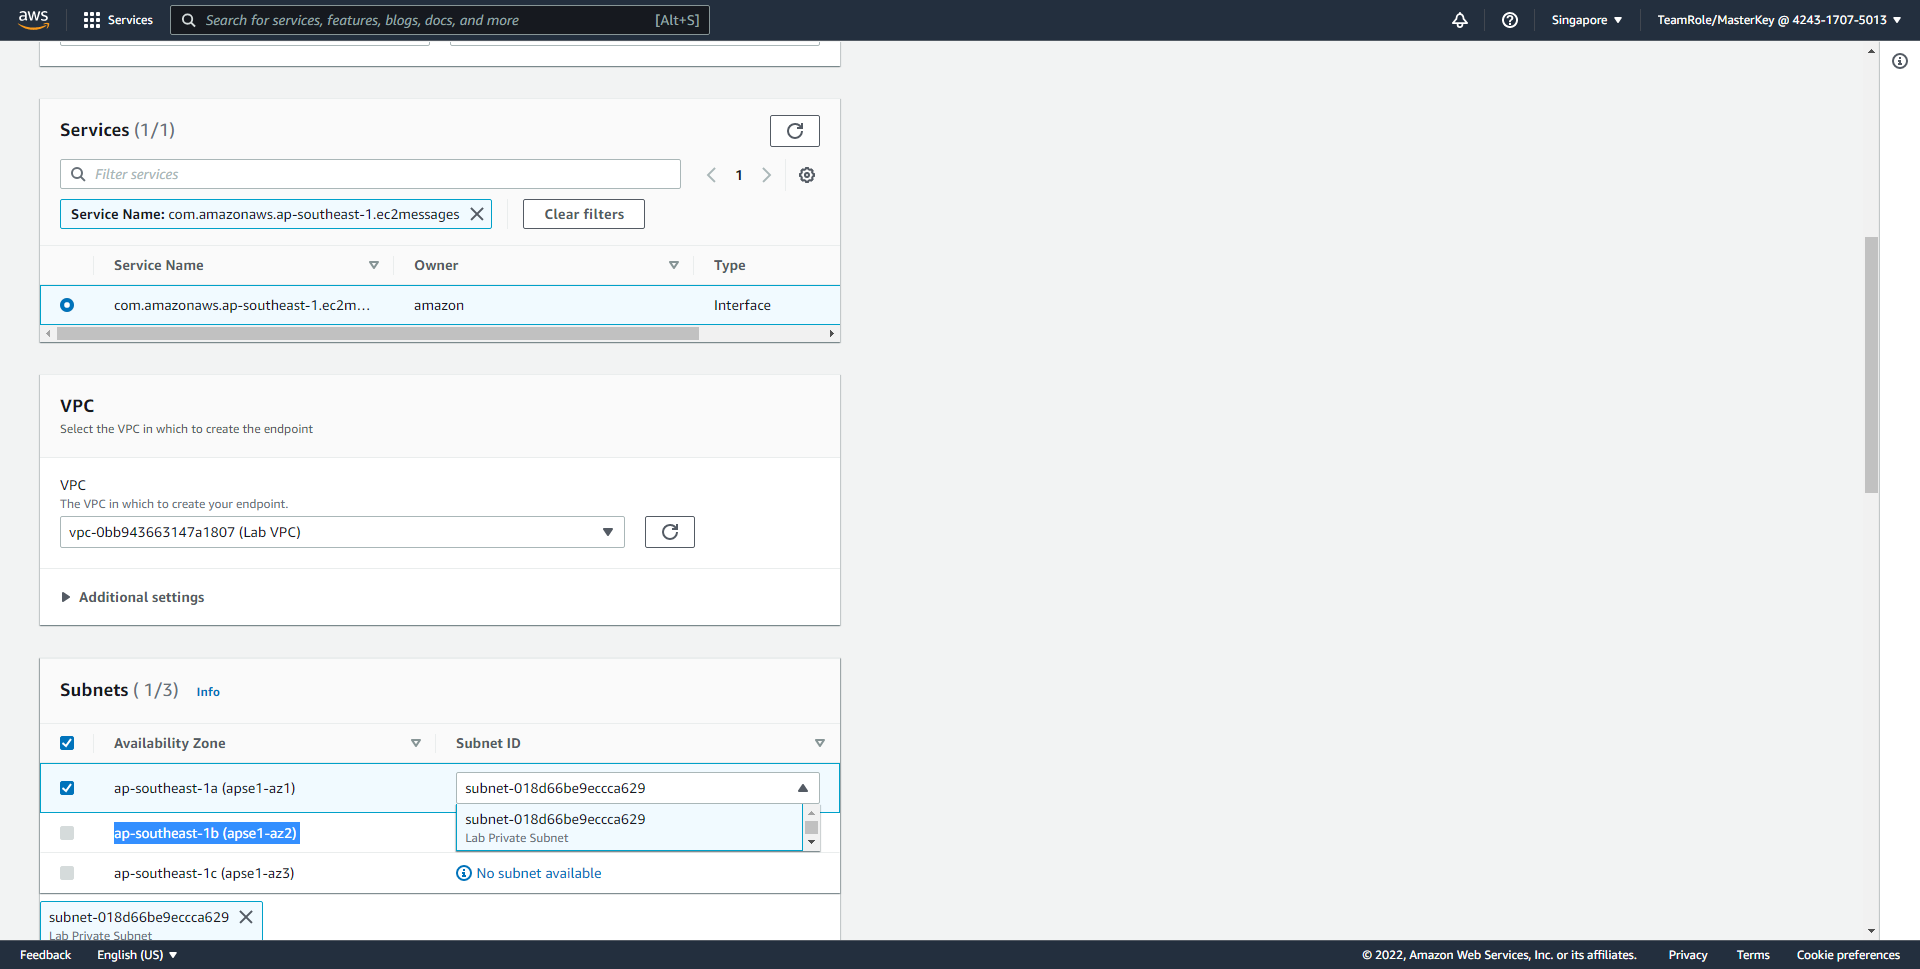 aws
Services
Search for services, features, blogs, docs, and more
[Alt+S]
Singapore
TeamRole/MasterKey @ 4243-1707-5013
Services (1/1)
Filter services
1
Service Name: com.amazonaws.ap-southeast-1.ec2messages
Clear filters
Service Name
Owner
Type
com.amazonaws.ap-southeast-1.ec2m...
amazon
Interface
VPC
Select the VPC in which to create the endpoint
VPC
The VPC in which to create your endpoint.
vpc-0bb943663147a1807 (Lab VPC)
Additional settings
Subnets ( 1/3)
Info
Availability Zone
Subnet ID
ap-southeast-1a (apse1-az1)
subnet-018d66be9eccca629
subnet-018d66be9eccca629
Lab Private Subnet
ap-southeast-1b (apse1-az2)
ap-southeast-1c (apse1-az3)
No subnet available
subnet-018d66be9eccca629
Lab Private Subnet
Feedback
English (US)
© 2022, Amazon Web Services, Inc. or its affiliates.
Privacy
Terms
Cookie preferences